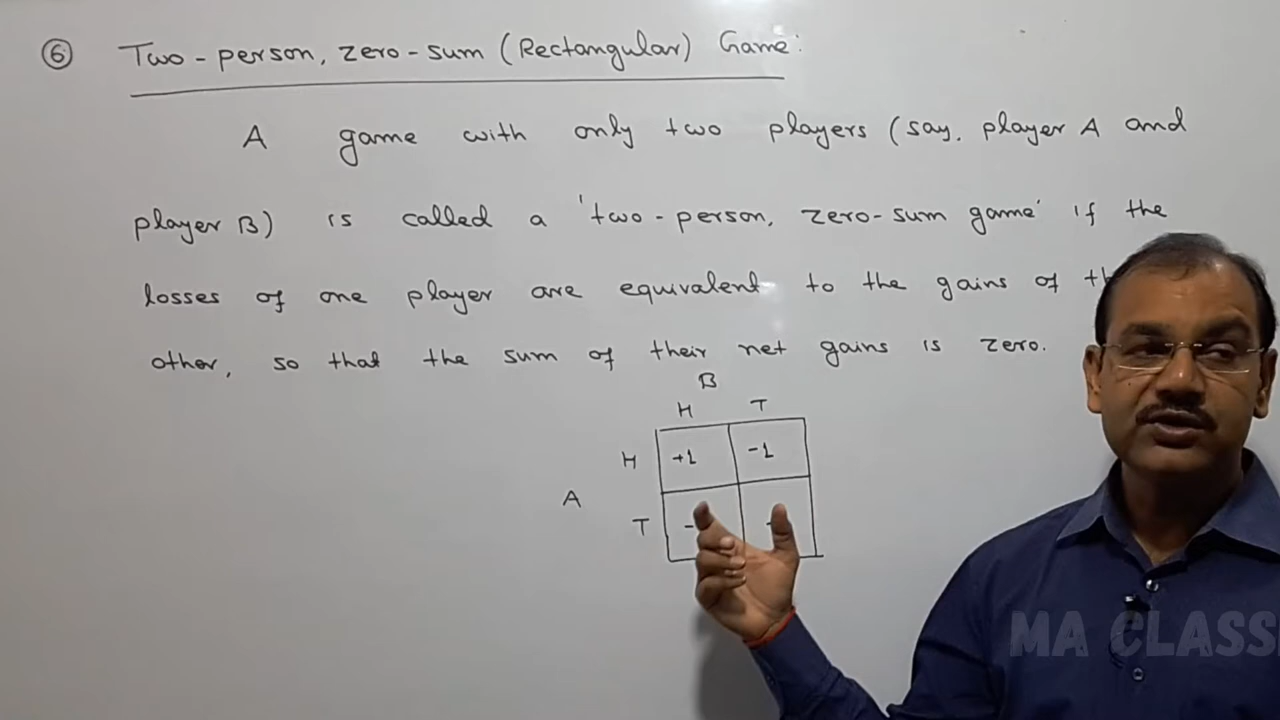 ⑥ Two-person, zero-sum (Rectangular) Game:
A game with only two players (say, player A and
player B) is called a 'two-person, zero-sum game' if the
losses of one player are equivalent to the gains of
other, so that the sum of their net gains is zero.
B
H T
H +1 -1
A
T -
MA CLASS